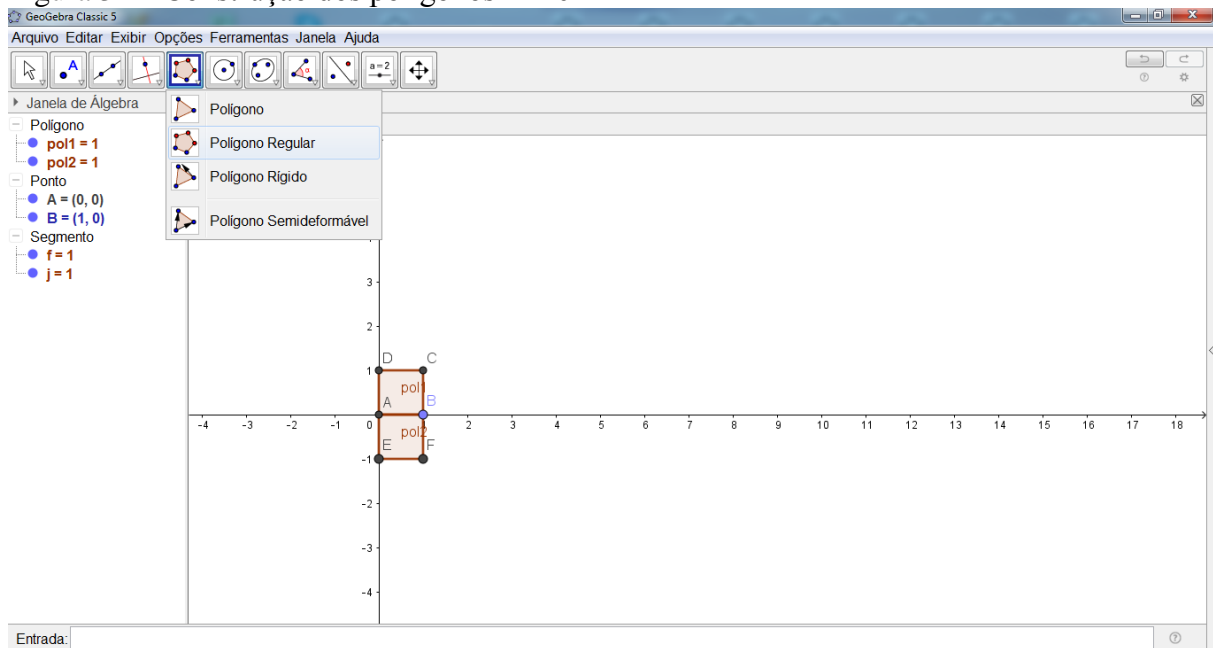 GeoGebra Classic 5
Arquivo Editar Exibir Opções Ferramentas Janela Ajuda
A
α
a = 2
Janela de Álgebra
Polígono
pol1 = 1
pol2 = 1
Ponto
A = (0, 0)
B = (1, 0)
Segmento
f = 1
j = 1
Polígono
Polígono Regular
Polígono Rígido
Polígono Semideformável
3
2
D C
1
pol1
A B
-4 -3 -2 -1 0 2 3 4 5 6 7 8 9 10 11 12 13 14 15 16 17 18
pol2
E F
-1
-2
-3
-4
Entrada: